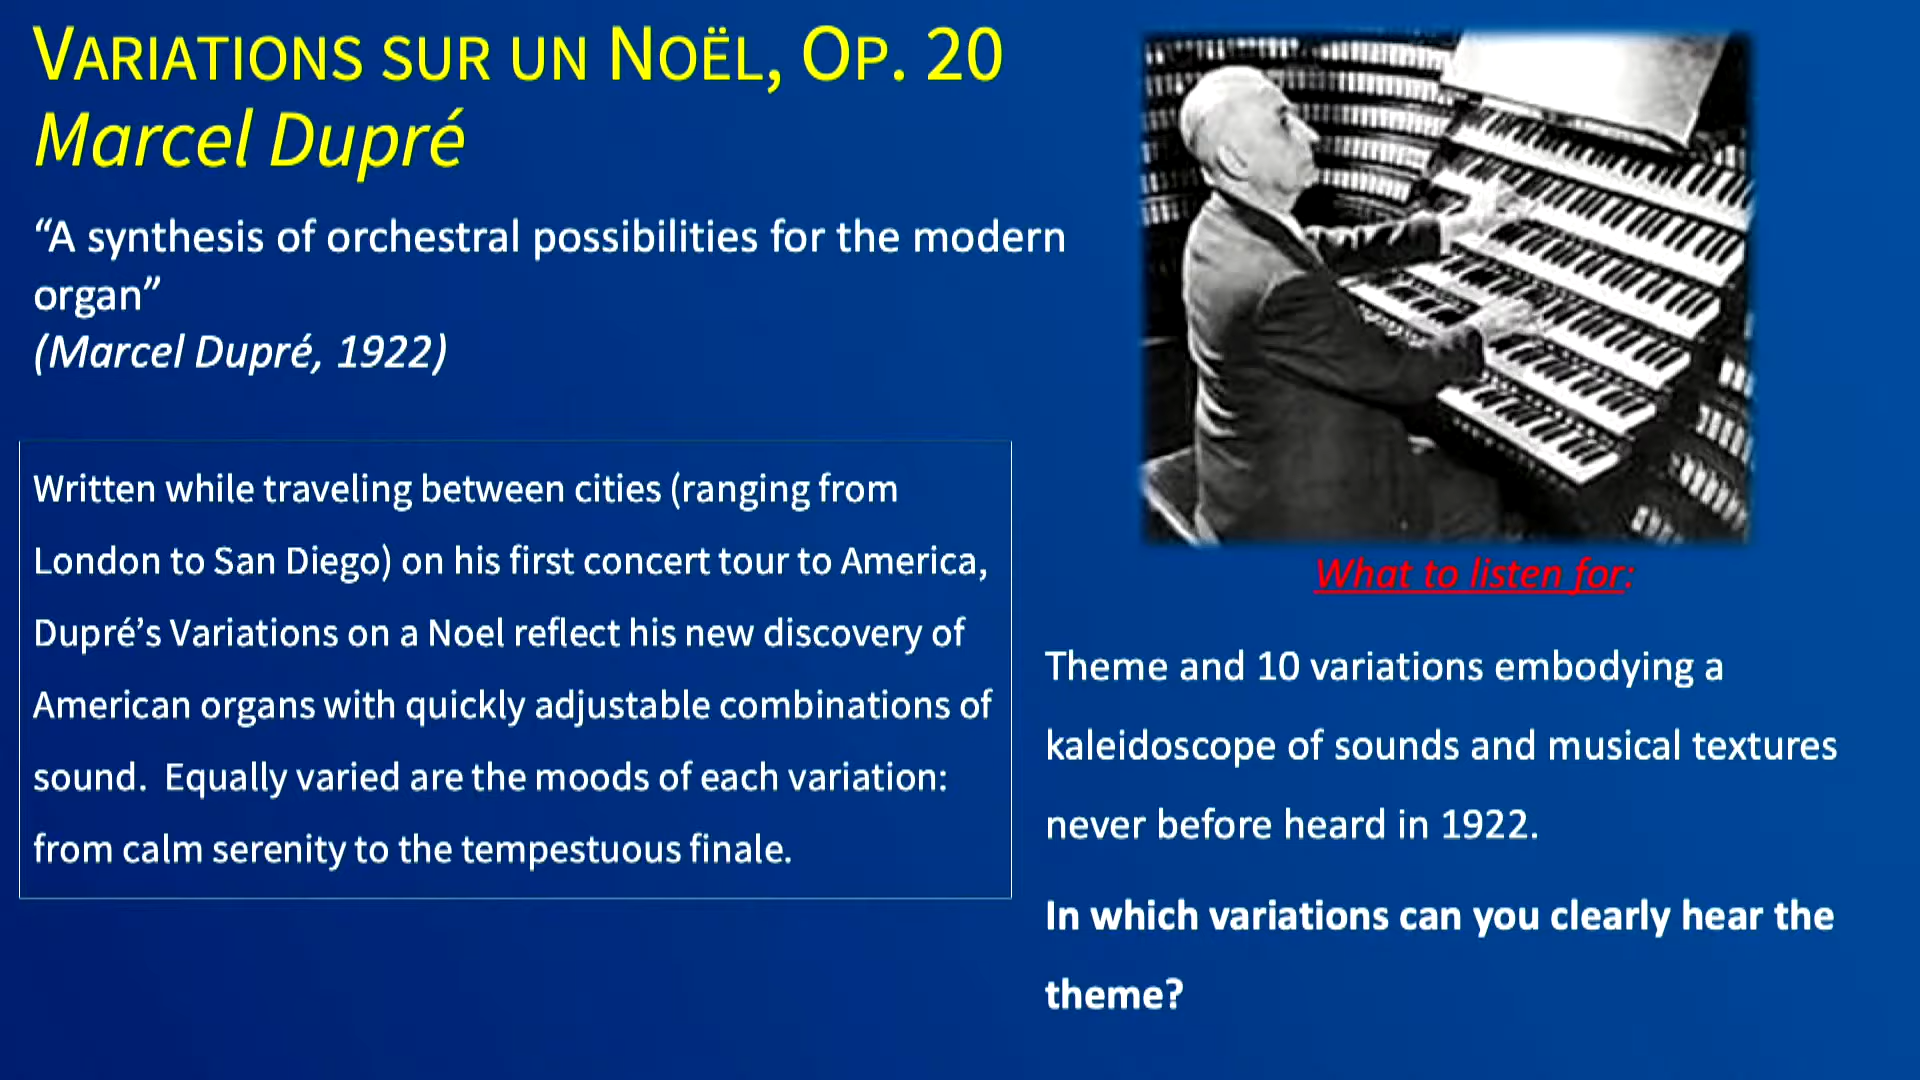 VARIATIONS SUR UN NOËL, OP. 20
Marcel Dupré
“A synthesis of orchestral possibilities for the modern
organ”
(Marcel Dupré, 1922)
Written while traveling between cities (ranging from
London to San Diego) on his first concert tour to America,
Dupré’s Variations on a Noel reflect his new discovery of
American organs with quickly adjustable combinations of
sound.  Equally varied are the moods of each variation:
from calm serenity to the tempestuous finale.
What to listen for:
Theme and 10 variations embodying a
kaleidoscope of sounds and musical textures
never before heard in 1922.
In which variations can you clearly hear the
theme?